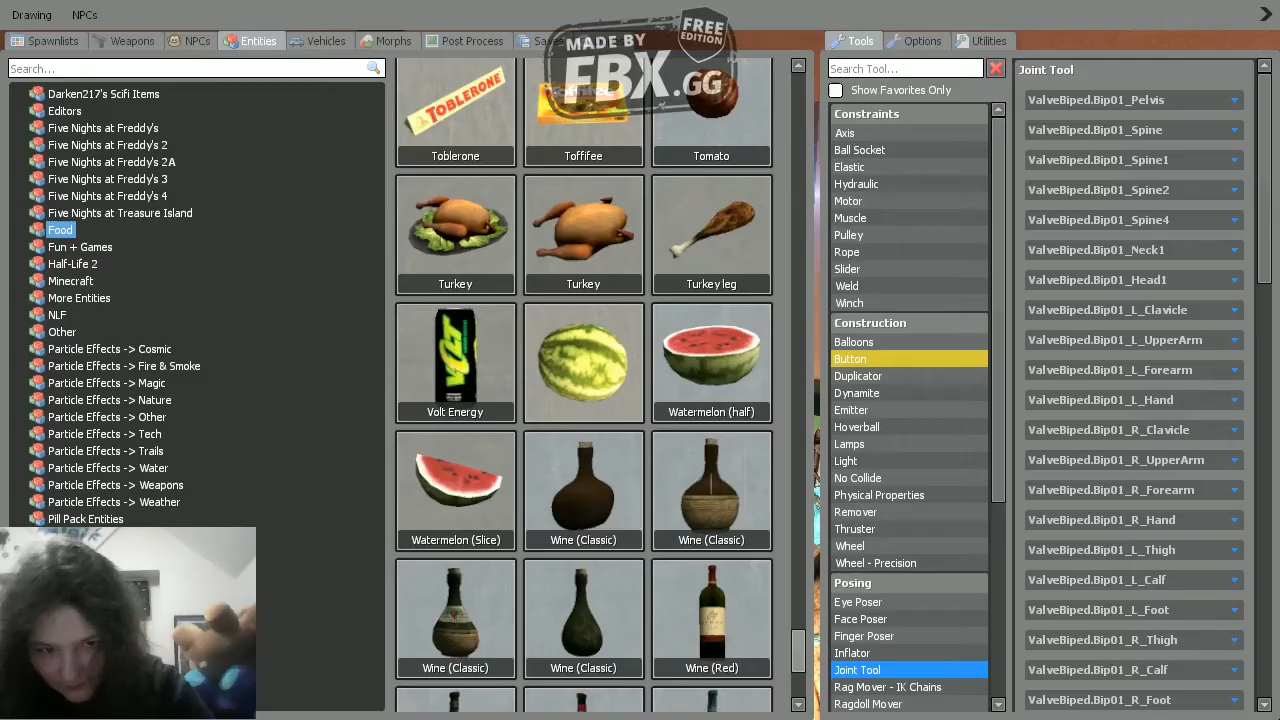 Drawing
NPCs
MADE BY
FBX.GG
FREE
EDITION
Spawnlists
Weapons
NPCs
Entities
Vehicles
Morphs
Post Process
Search...
Darken217's Scifi Items
Editors
Five Nights at Freddy's
Five Nights at Freddy's 2
Five Nights at Freddy's 2A
Five Nights at Freddy's 3
Five Nights at Freddy's 4
Five Nights at Treasure Island
Food
Fun + Games
Half-Life 2
Minecraft
More Entities
NLF
Other
Particle Effects -> Cosmic
Particle Effects -> Fire & Smoke
Particle Effects -> Magic
Particle Effects -> Nature
Particle Effects -> Other
Particle Effects -> Tech
Particle Effects -> Trails
Particle Effects -> Water
Particle Effects -> Weapons
Particle Effects -> Weather
Pill Pack Entities
TOBLERONE
Toblerone
Toffifee
Tomato
Turkey
Turkey
Turkey leg
VOLT
Volt Energy
Watermelon (half)
Watermelon (Slice)
Wine (Classic)
Wine (Classic)
Wine (Classic)
Wine (Classic)
Wine (Red)
Tools
Options
Utilities
Search Tool...
Show Favorites Only
Constraints
Axis
Ball Socket
Elastic
Hydraulic
Motor
Muscle
Pulley
Rope
Slider
Weld
Winch
Construction
Balloons
Button
Duplicator
Dynamite
Emitter
Hoverball
Lamps
Light
No Collide
Physical Properties
Remover
Thruster
Wheel
Wheel - Precision
Posing
Eye Poser
Face Poser
Finger Poser
Inflator
Joint Tool
Rag Mover - IK Chains
Ragdoll Mover
Joint Tool
ValveBiped.Bip01_Pelvis
ValveBiped.Bip01_Spine
ValveBiped.Bip01_Spine1
ValveBiped.Bip01_Spine2
ValveBiped.Bip01_Spine4
ValveBiped.Bip01_Neck1
ValveBiped.Bip01_Head1
ValveBiped.Bip01_L_Clavicle
ValveBiped.Bip01_L_UpperArm
ValveBiped.Bip01_L_Forearm
ValveBiped.Bip01_L_Hand
ValveBiped.Bip01_R_Clavicle
ValveBiped.Bip01_R_UpperArm
ValveBiped.Bip01_R_Forearm
ValveBiped.Bip01_R_Hand
ValveBiped.Bip01_L_Thigh
ValveBiped.Bip01_L_Calf
ValveBiped.Bip01_L_Foot
ValveBiped.Bip01_R_Thigh
ValveBiped.Bip01_R_Calf
ValveBiped.Bip01_R_Foot